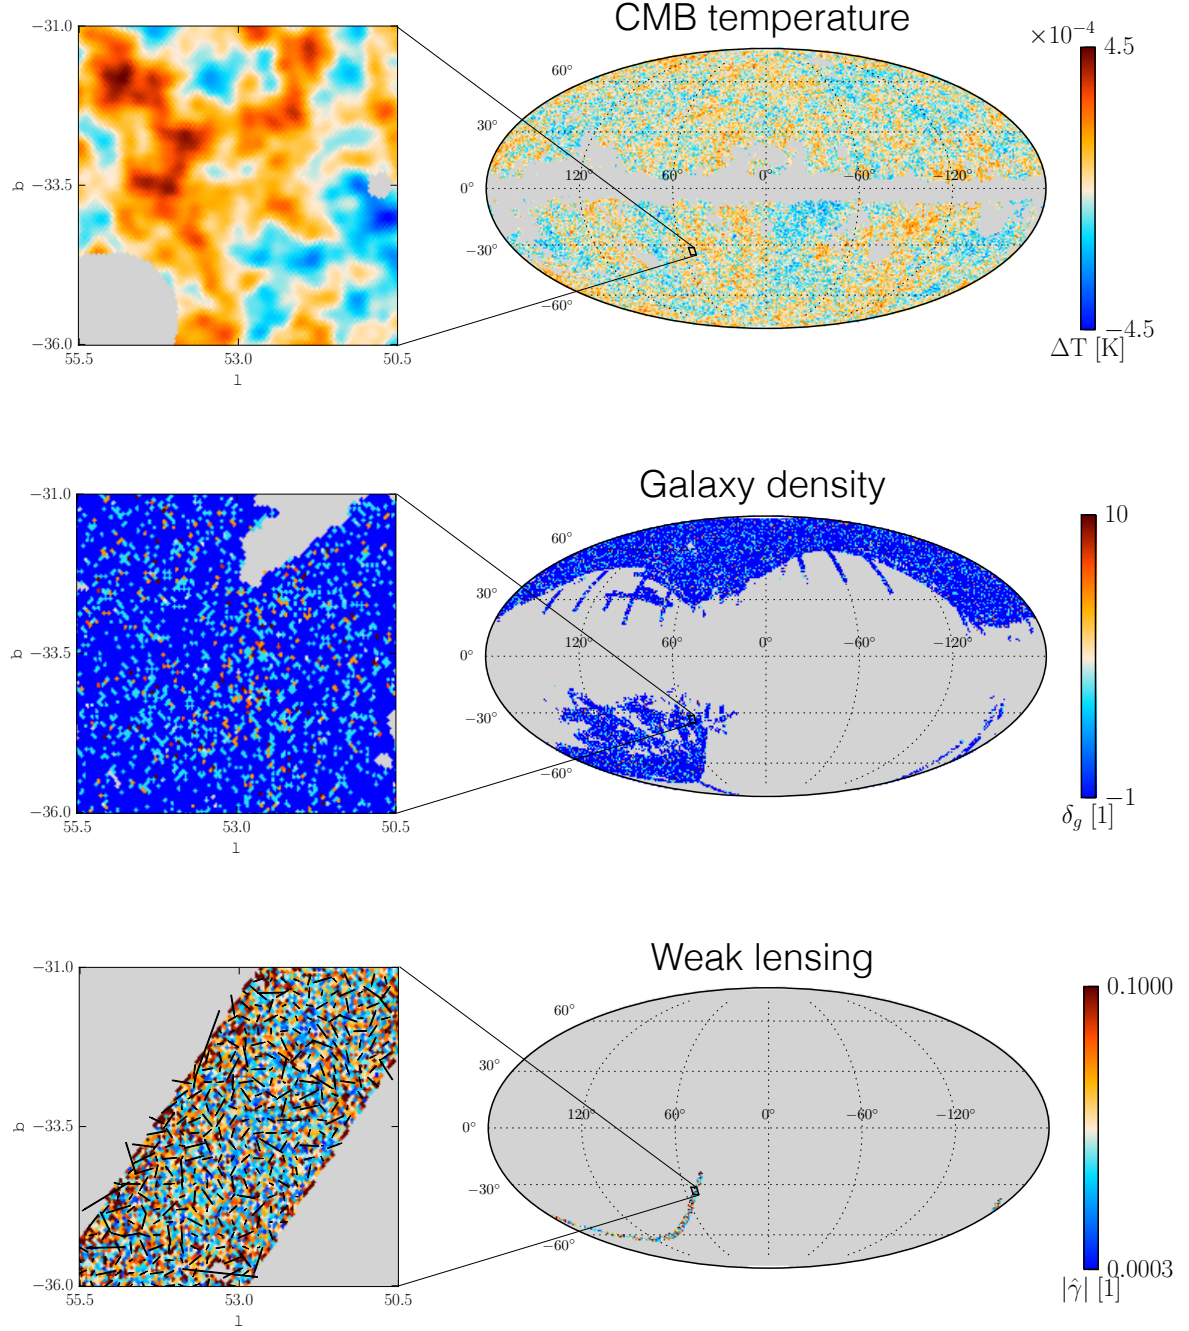 CMB temperature
−31.0
−33.5
−36.0
b
55.5 53.0 50.5
l
60°
30°
0°
−30°
−60°
120° 60° 0° −60° −120°
×10⁻⁴
4.5
−4.5
ΔT [K]
Galaxy density
−31.0
−33.5
−36.0
b
55.5 53.0 50.5
l
60°
30°
0°
−30°
−60°
120° 60° 0° −60° −120°
10
−1
δg [1]
Weak lensing
−31.0
−33.5
−36.0
b
55.5 53.0 50.5
l
60°
30°
0°
−30°
−60°
120° 60° 0° −60° −120°
0.1000
0.0003
|γ̂| [1]